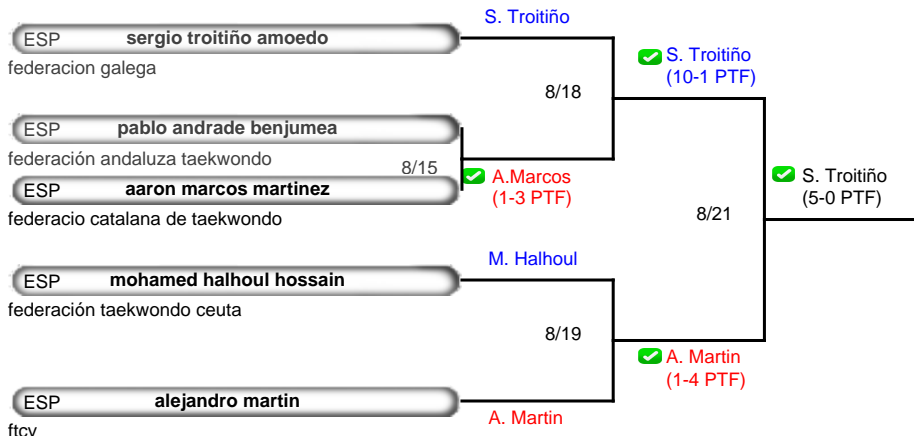 S. Troitiño
ESP sergio troitiño amoedo
federacion galega
8/18
S. Troitiño
(10-1 PTF)
ESP pablo andrade benjumea
federación andaluza taekwondo
8/15
A.Marcos
(1-3 PTF)
ESP aaron marcos martinez
federacio catalana de taekwondo
S. Troitiño
(5-0 PTF)
8/21
M. Halhoul
ESP mohamed halhoul hossain
federación taekwondo ceuta
8/19
A. Martin
(1-4 PTF)
ESP alejandro martin
A. Martin
ftcv